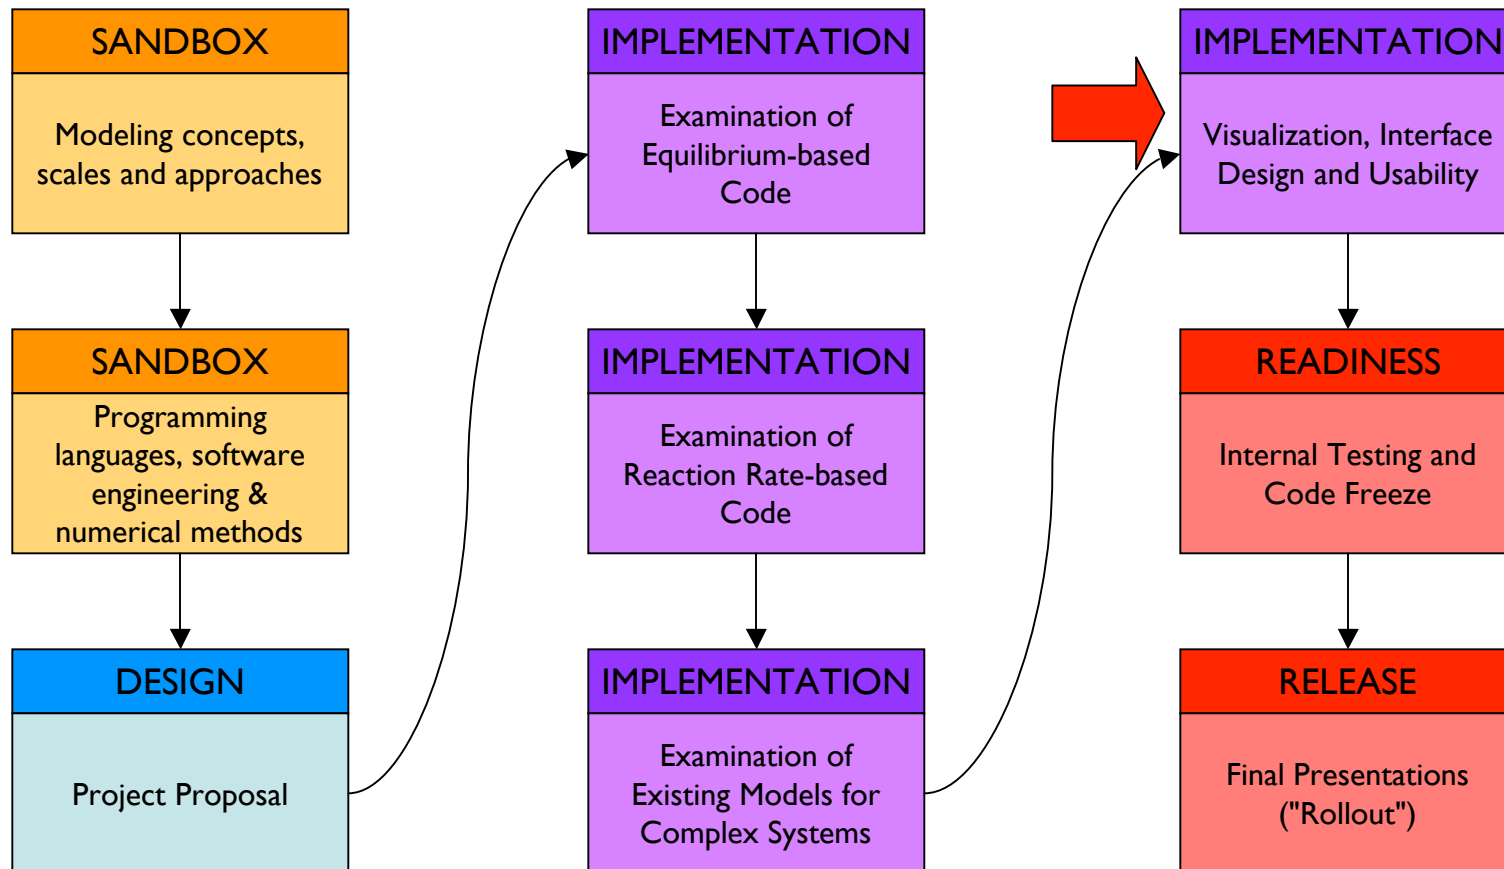 SANDBOX
Modeling concepts,
scales and approaches
SANDBOX
Programming
languages, software
engineering &
numerical methods
DESIGN
Project Proposal
IMPLEMENTATION
Examination of
Equilibrium-based
Code
IMPLEMENTATION
Examination of
Reaction Rate-based
Code
IMPLEMENTATION
Examination of
Existing Models for
Complex Systems
IMPLEMENTATION
Visualization, Interface
Design and Usability
READINESS
Internal Testing and
Code Freeze
RELEASE
Final Presentations
("Rollout")